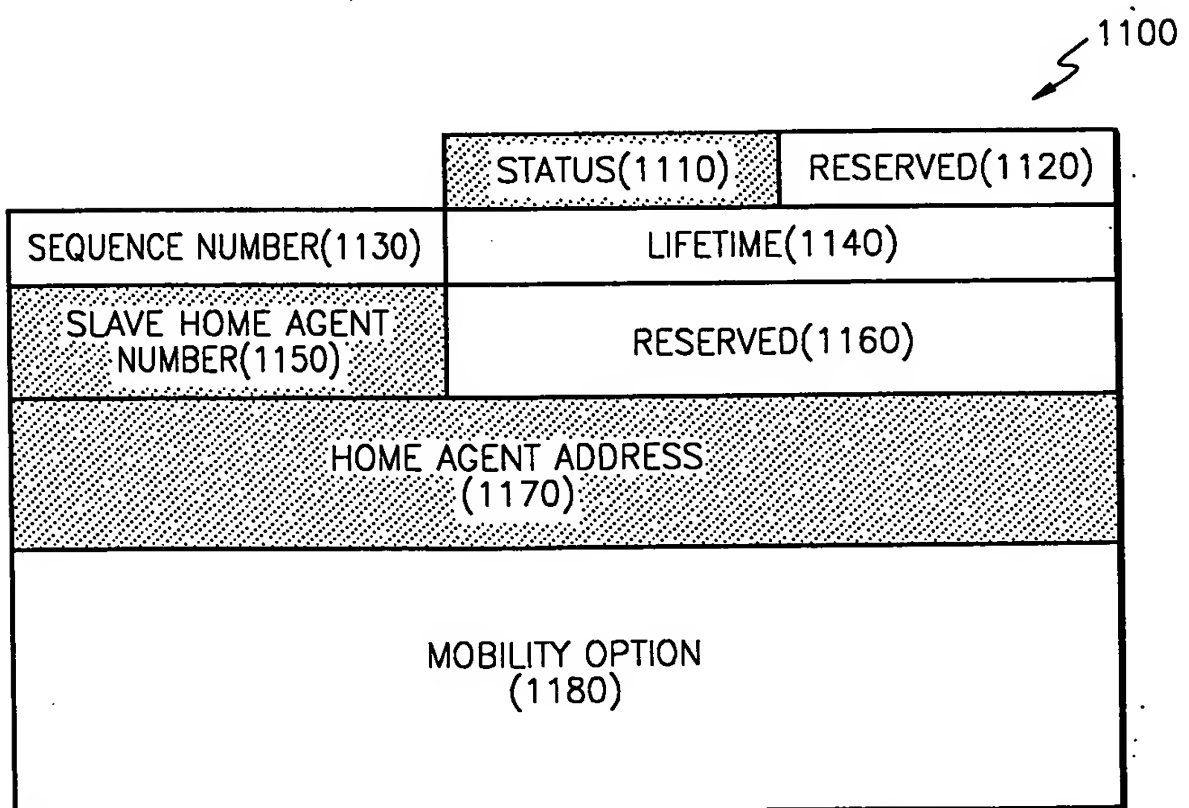 1100
STATUS(1110)
RESERVED(1120)
SEQUENCE NUMBER(1130)
LIFETIME(1140)
SLAVE HOME AGENT
NUMBER(1150)
RESERVED(1160)
HOME AGENT ADDRESS
(1170)
MOBILITY OPTION
(1180)